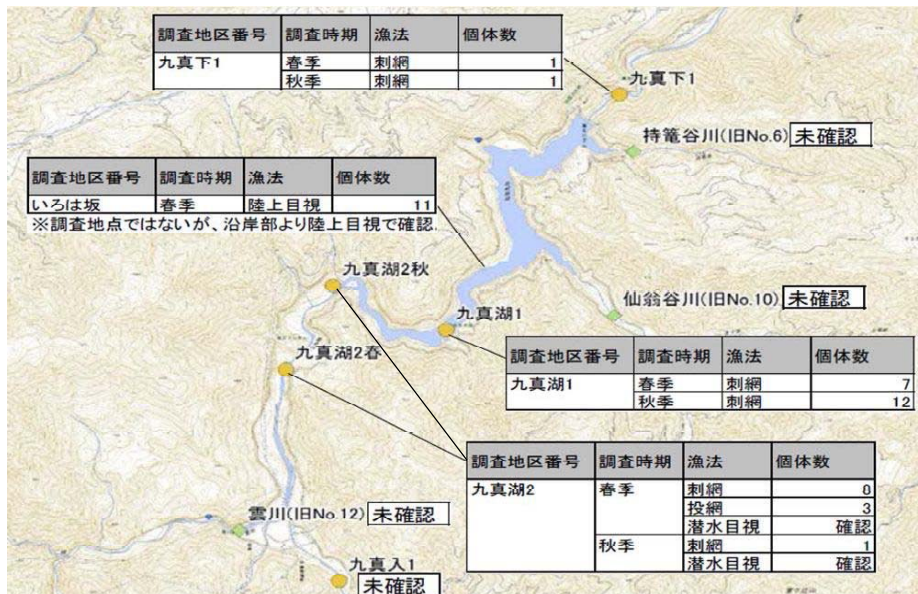 調査地区番号 調査時期 漁法 個体数
九真下1 春季 刺網 1
秋季 刺網 1
九真下1
持篭谷川(旧No.6) 未確認
調査地区番号 調査時期 漁法 個体数
いろは坂 春季 陸上目視 11
※調査地点ではないが、沿岸部より陸上目視で確認
九真湖2秋
仙翁谷川(旧No.10) 未確認
九真湖1
九真湖2春
調査地区番号 調査時期 漁法 個体数
九真湖1 春季 刺網 7
秋季 刺網 12
調査地区番号 調査時期 漁法 個体数
九真湖2 春季 刺網 8
投網 3
潜水目視 確認
秋季 刺網 1
潜水目視 確認
雲川(旧No.12) 未確認
九真入1
未確認